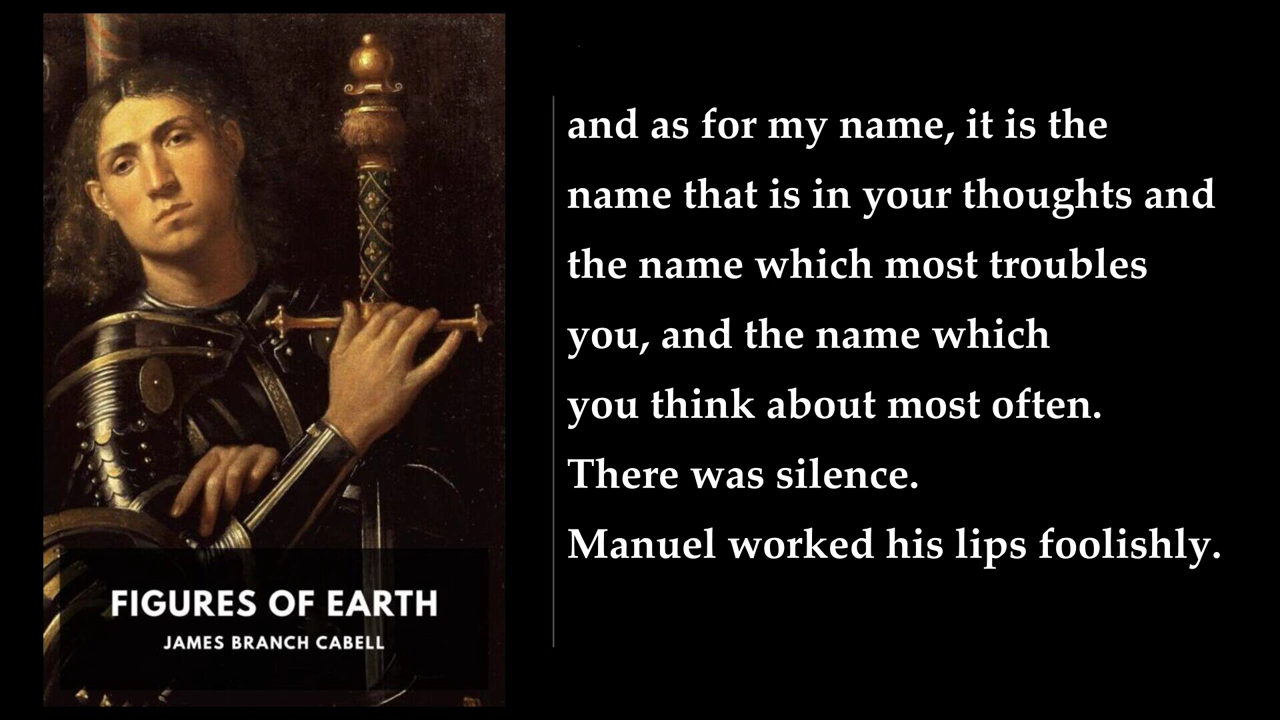 FIGURES OF EARTH
JAMES BRANCH CABELL
and as for my name, it is the
name that is in your thoughts and
the name which most troubles
you, and the name which
you think about most often.
There was silence.
Manuel worked his lips foolishly.